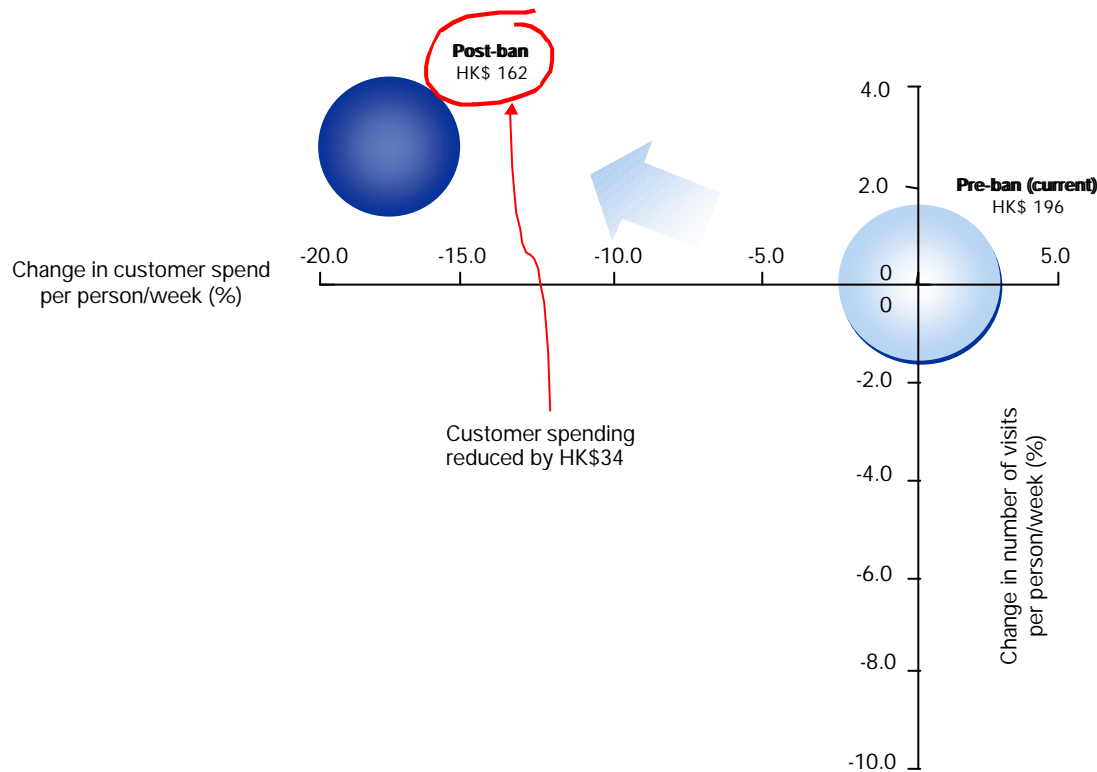 Post-ban
HK$ 162
4.0
2.0
Pre-ban (current)
HK$ 196
-20.0
-15.0
-10.0
-5.0
0
5.0
Change in customer spend
per person/week (%)
0
-2.0
Customer spending
reduced by HK$34
-4.0
-6.0
-8.0
-10.0
Change in number of visits
per person/week (%)